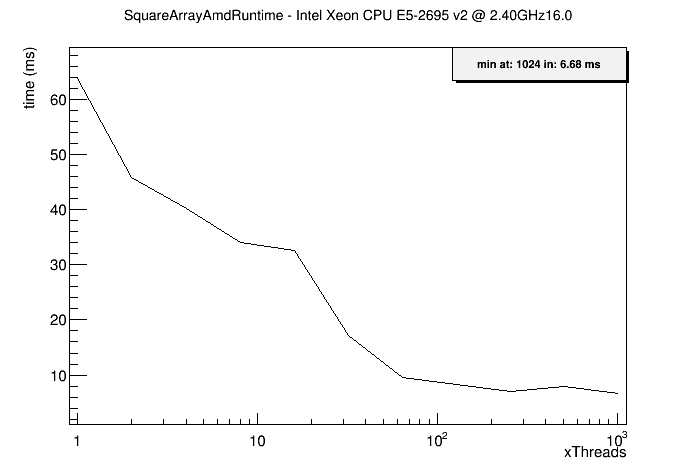 SquareArrayAmdRuntime - Intel Xeon CPU E5-2695 v2 @ 2.40GHz16.0
time (ms)
min at: 1024 in: 6.68 ms
60
50
40
30
20
10
1 10 10² 10³
xThreads